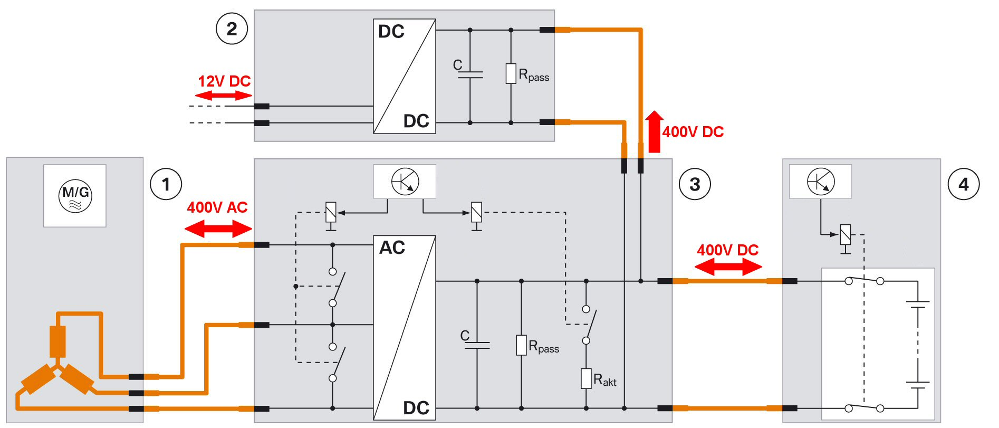 2
DC
DC
C
Rpass
12V DC
400V DC
M/G
1
400V AC
3
4
AC
DC
C
Rpass
Rakt
400V DC